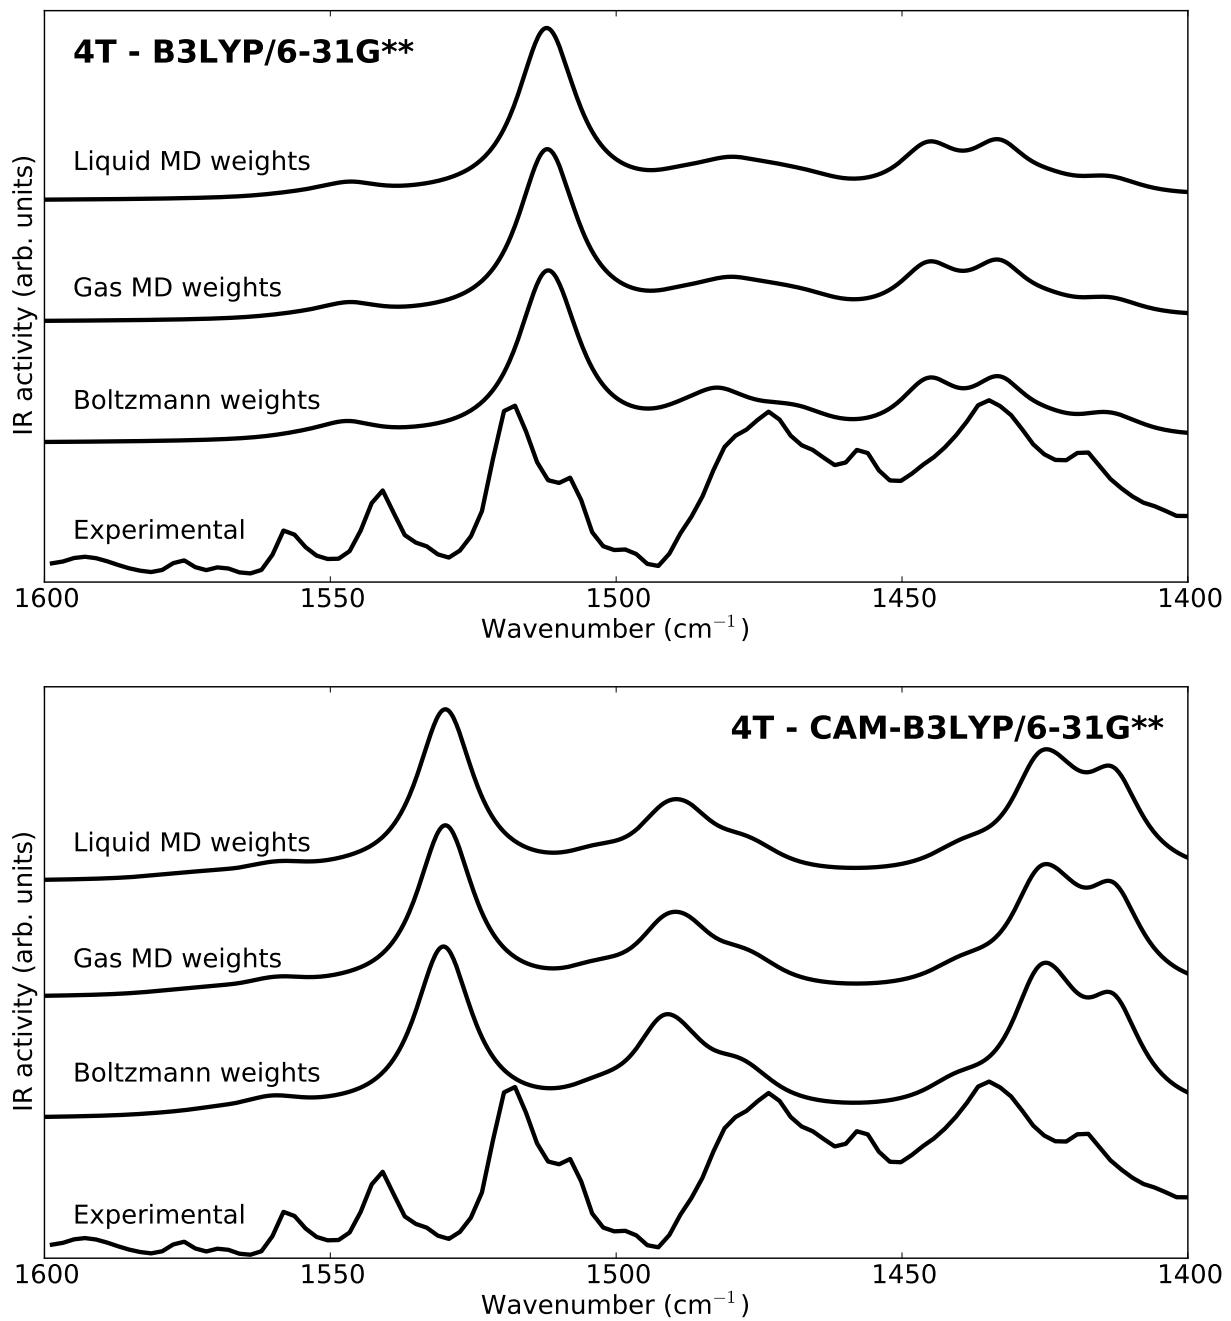 4T - B3LYP/6-31G**
Liquid MD weights
Gas MD weights
Boltzmann weights
Experimental
IR activity (arb. units)
1600 1550 1500 1450 1400
Wavenumber (cm⁻¹)
4T - CAM-B3LYP/6-31G**
Liquid MD weights
Gas MD weights
Boltzmann weights
Experimental
IR activity (arb. units)
1600 1550 1500 1450 1400
Wavenumber (cm⁻¹)